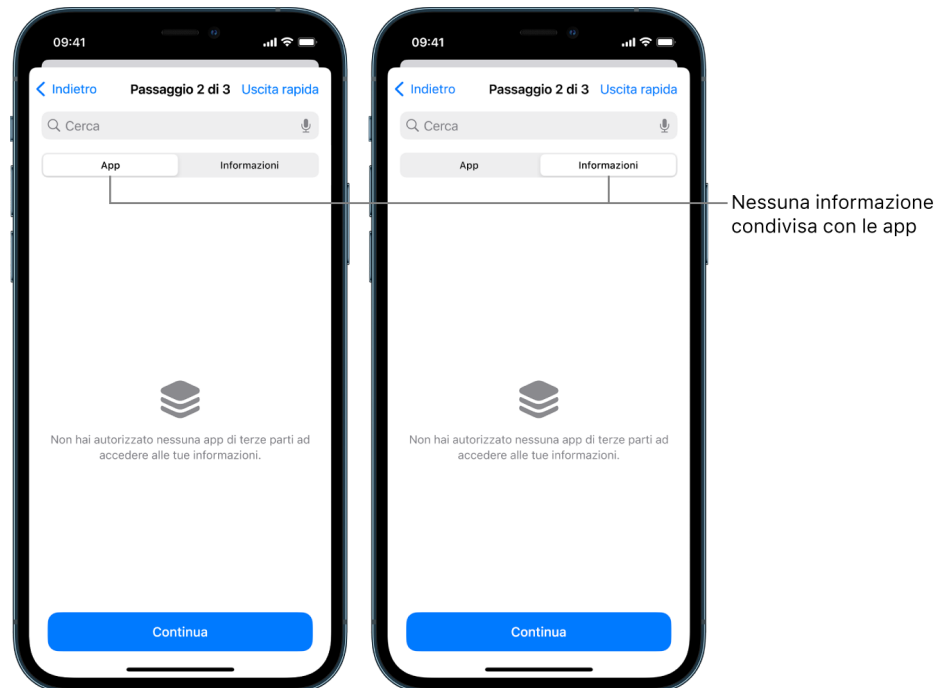 09:41
Indietro Passaggio 2 di 3 Uscita rapida
Cerca
App Informazioni
Non hai autorizzato nessuna app di terze parti ad
accedere alle tue informazioni.
Continua
09:41
Indietro Passaggio 2 di 3 Uscita rapida
Cerca
App Informazioni
Non hai autorizzato nessuna app di terze parti ad
accedere alle tue informazioni.
Continua
Nessuna informazione
condivisa con le app